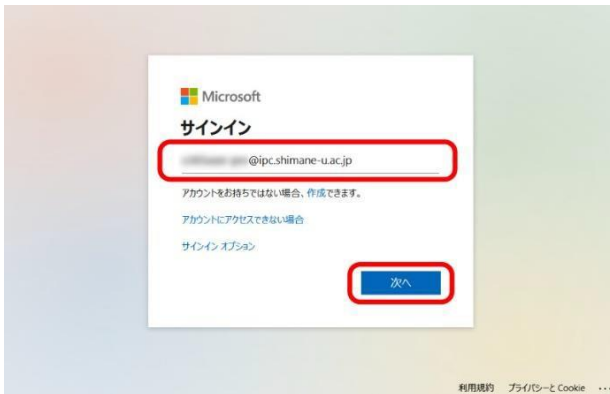 Microsoft
サインイン
@ipc.shimane-u.ac.jp
アカウントをお持ちではない場合、作成できます。
アカウントにアクセスできない場合
サインイン オプション
次へ
利用規約 プライバシーと Cookie ...